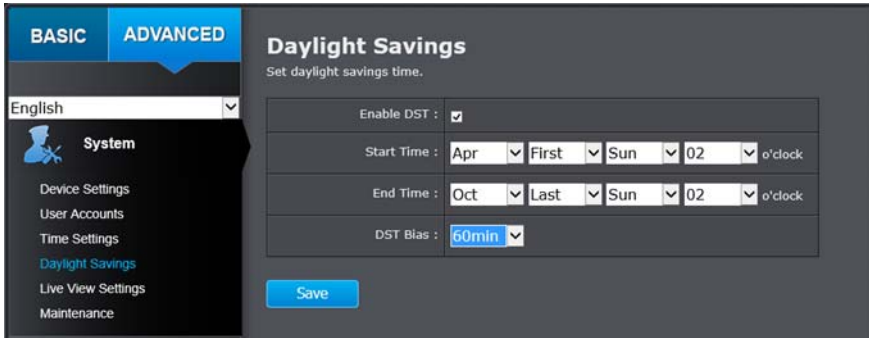 BASIC ADVANCED
English
System
Device Settings
User Accounts
Time Settings
Daylight Savings
Live View Settings
Maintenance
Daylight Savings
Set daylight savings time.
Enable DST :
Start Time : Apr First Sun 02 o'clock
End Time : Oct Last Sun 02 o'clock
DST Bias : 60min
Save